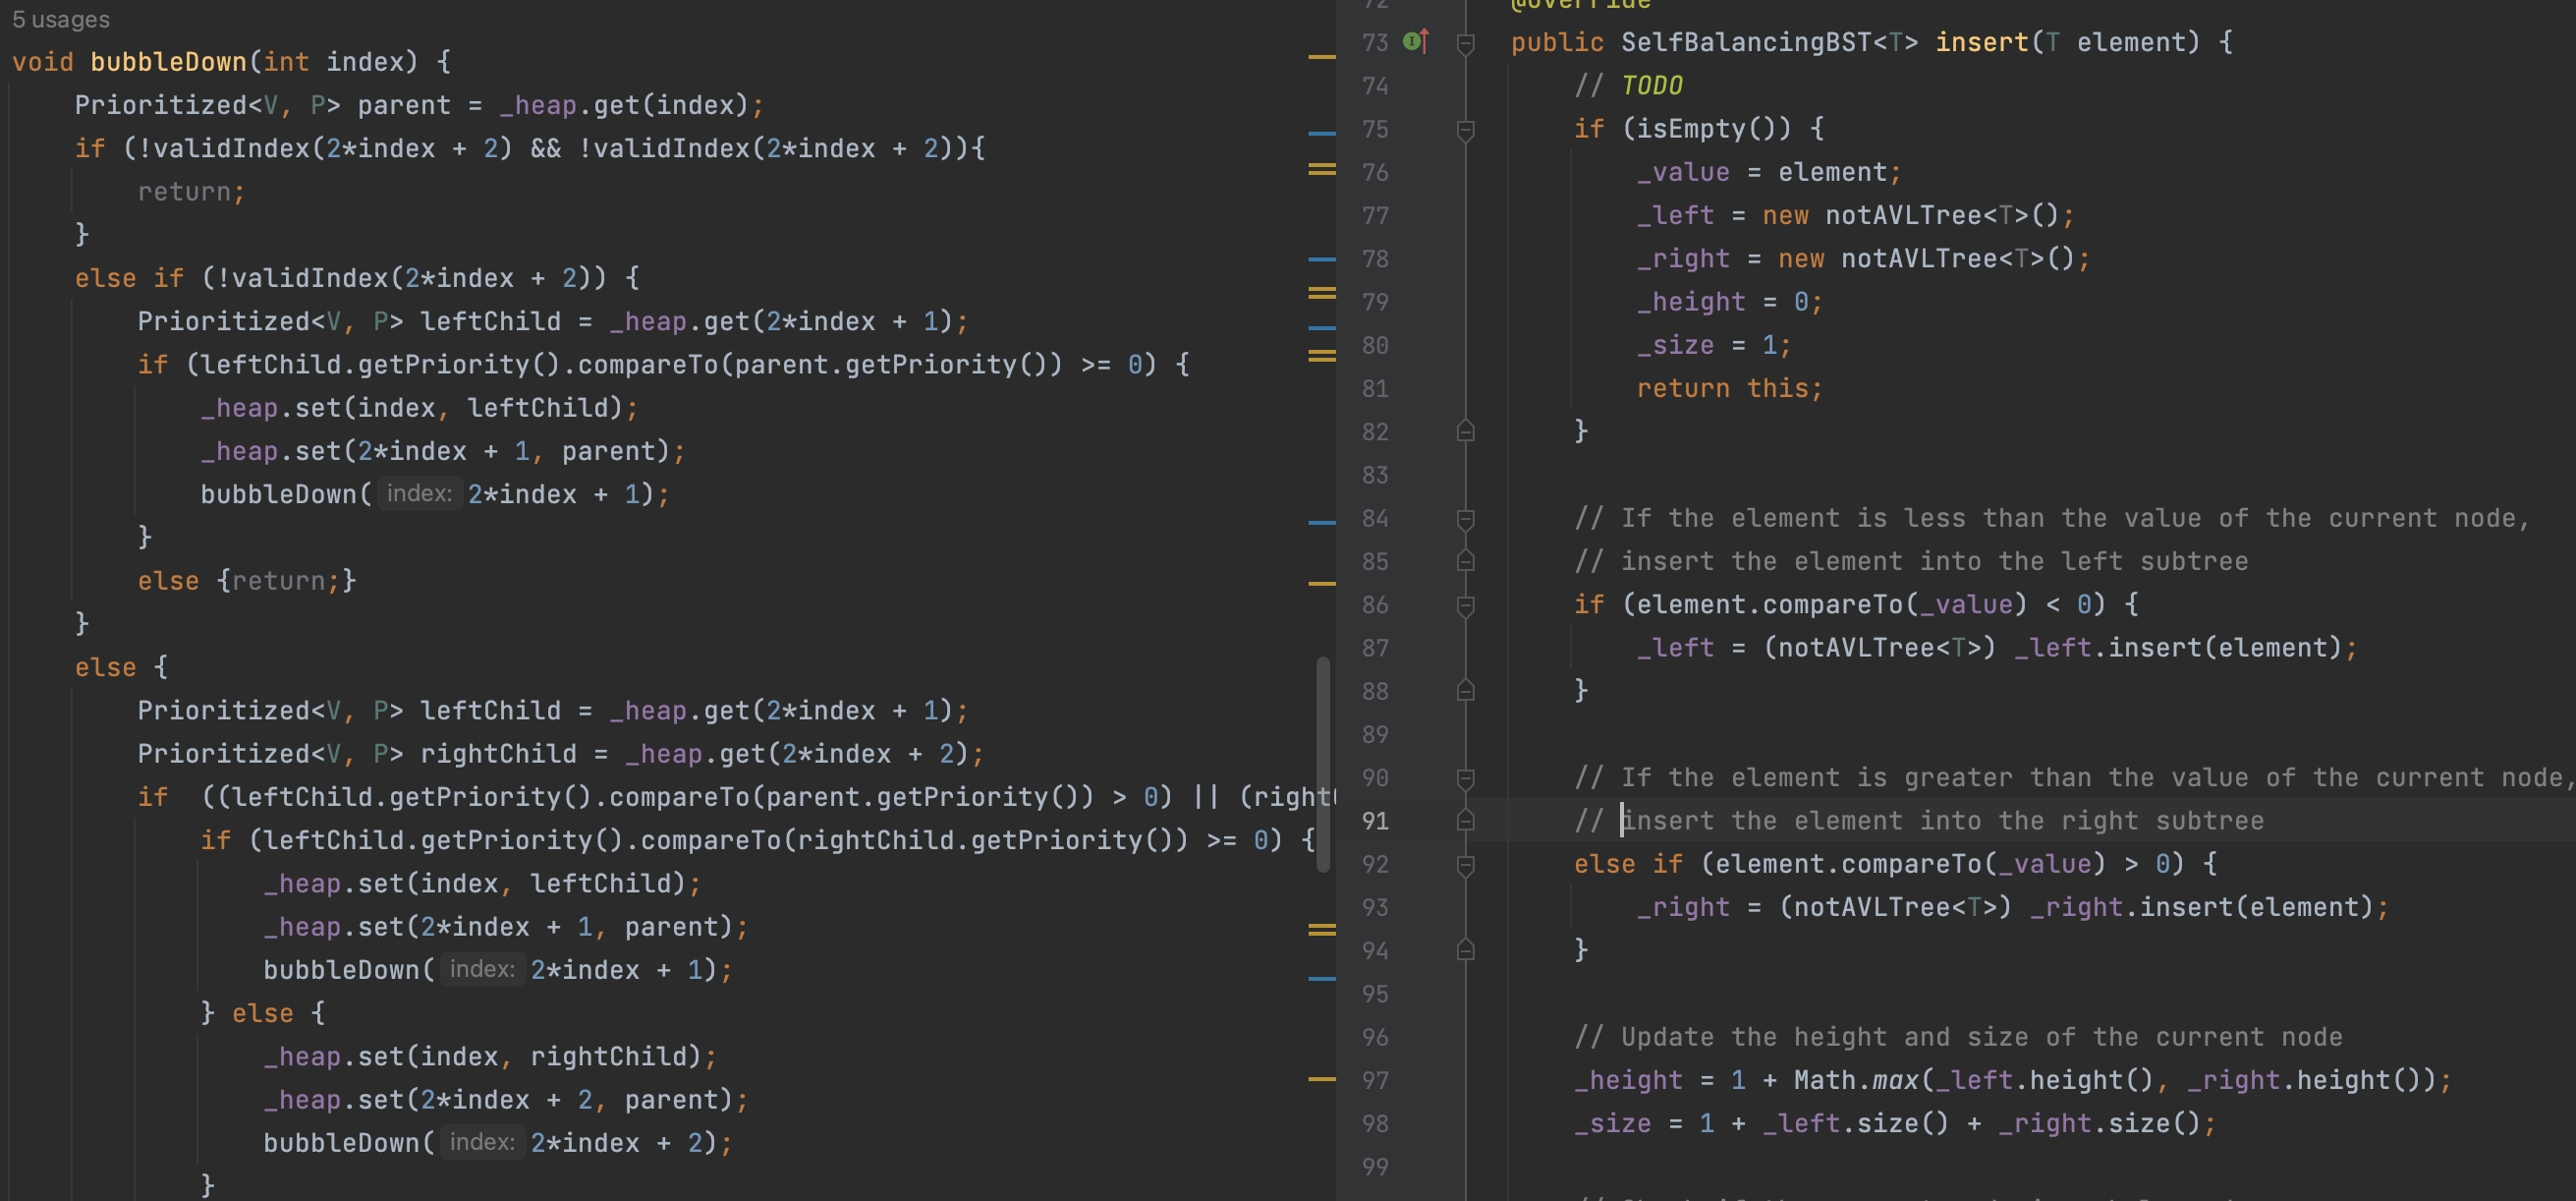 5 usages
void bubbleDown(int index) {
Prioritized<V, P> parent = _heap.get(index);
if (!validIndex(2*index + 2) && !validIndex(2*index + 2)){
return;
}
else if (!validIndex(2*index + 2)) {
Prioritized<V, P> leftChild = _heap.get(2*index + 1);
if (leftChild.getPriority().compareTo(parent.getPriority()) >= 0) {
_heap.set(index, leftChild);
_heap.set(2*index + 1, parent);
bubbleDown( index: 2*index + 1);
}
else {return;}
}
else {
Prioritized<V, P> leftChild = _heap.get(2*index + 1);
Prioritized<V, P> rightChild = _heap.get(2*index + 2);
if ((leftChild.getPriority().compareTo(parent.getPriority()) > 0) || (right
if (leftChild.getPriority().compareTo(rightChild.getPriority()) >= 0) {
_heap.set(index, leftChild);
_heap.set(2*index + 1, parent);
bubbleDown( index: 2*index + 1);
} else {
_heap.set(index, rightChild);
_heap.set(2*index + 2, parent);
bubbleDown( index: 2*index + 2);
}
72 @Override
73 public SelfBalancingBST<T> insert(T element) {
74 // TODO
75 if (isEmpty()) {
76 _value = element;
77 _left = new notAVLTree<T>();
78 _right = new notAVLTree<T>();
79 _height = 0;
80 _size = 1;
81 return this;
82 }
83
84 // If the element is less than the value of the current node,
85 // insert the element into the left subtree
86 if (element.compareTo(_value) < 0) {
87 _left = (notAVLTree<T>) _left.insert(element);
88 }
89
90 // If the element is greater than the value of the current node,
91 // insert the element into the right subtree
92 else if (element.compareTo(_value) > 0) {
93 _right = (notAVLTree<T>) _right.insert(element);
94 }
95
96 // Update the height and size of the current node
97 _height = 1 + Math.max(_left.height(), _right.height());
98 _size = 1 + _left.size() + _right.size();
99